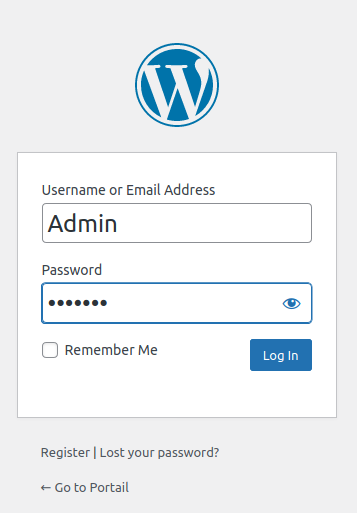 Username or Email Address
Admin
Password
•••••••
Remember Me
Log In
Register | Lost your password?
← Go to Portail